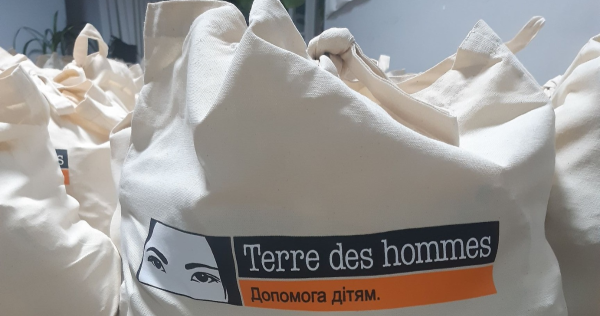 Terre des hommes
Допомога дітям.